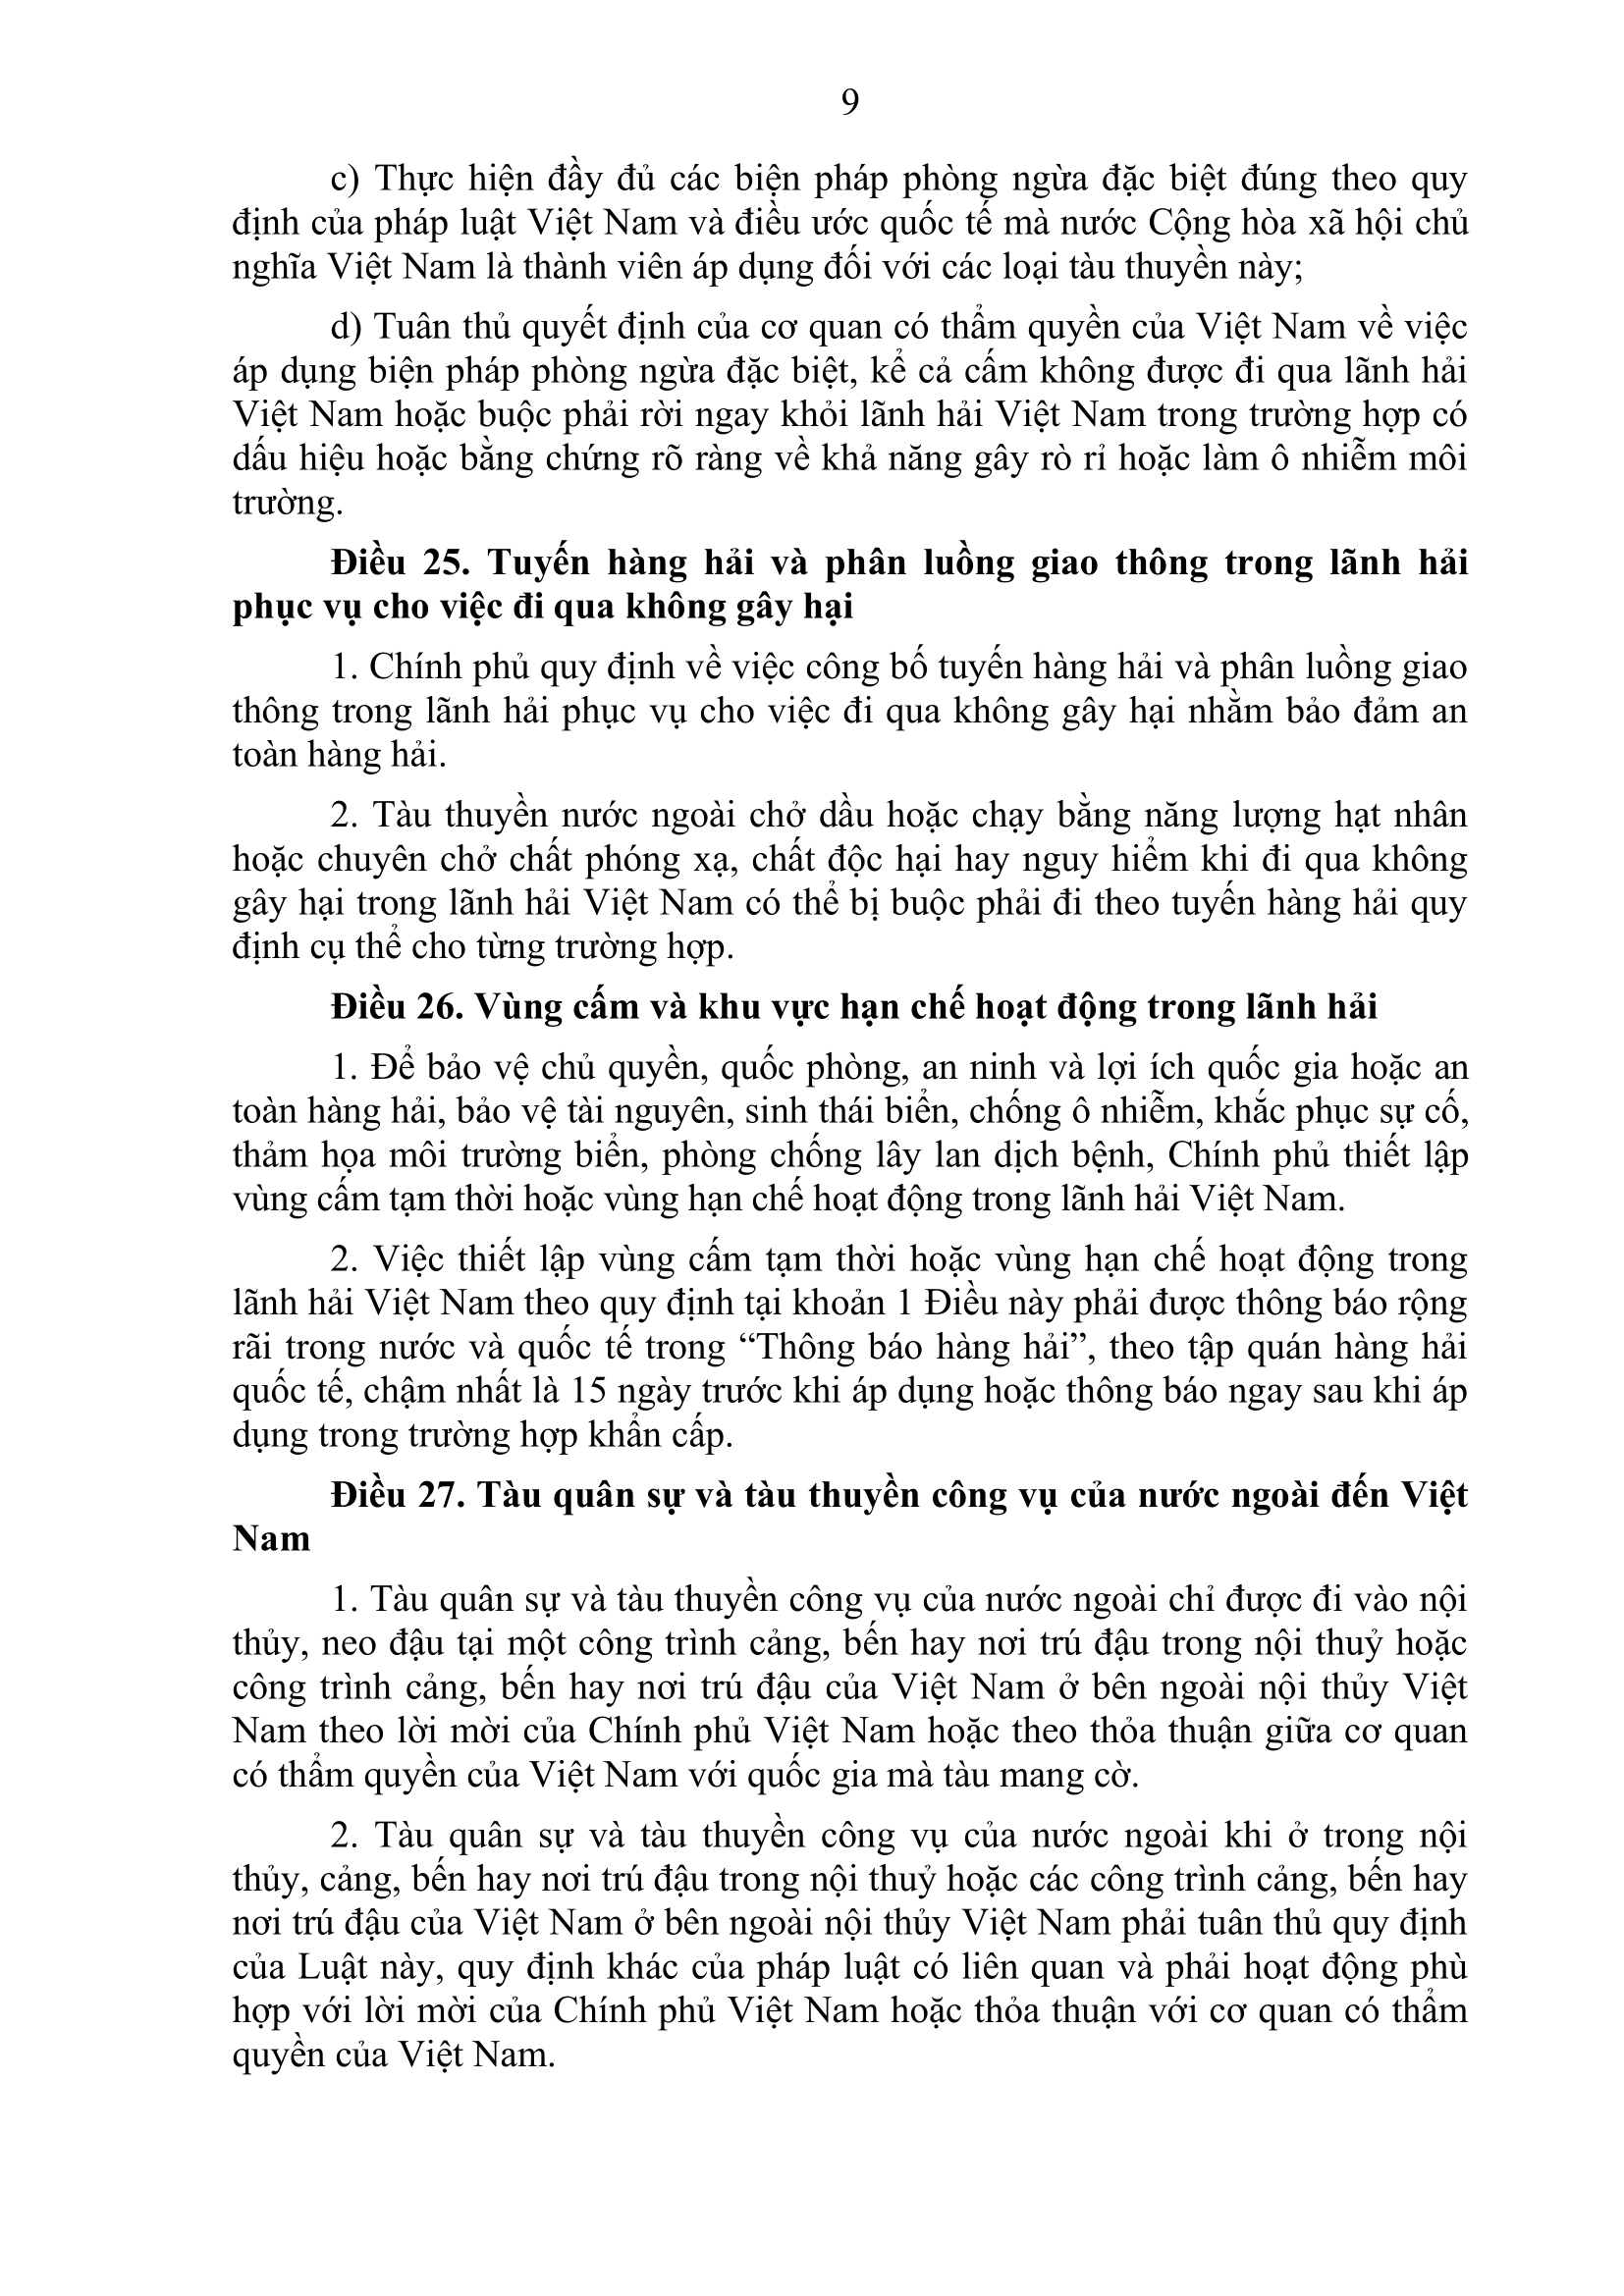 9
c) Thực hiện đầy đủ các biện pháp phòng ngừa đặc biệt đúng theo quy
định của pháp luật Việt Nam và điều ước quốc tế mà nước Cộng hòa xã hội chủ
nghĩa Việt Nam là thành viên áp dụng đối với các loại tàu thuyền này;
d) Tuân thủ quyết định của cơ quan có thẩm quyền của Việt Nam về việc
áp dụng biện pháp phòng ngừa đặc biệt, kể cả cấm không được đi qua lãnh hải
Việt Nam hoặc buộc phải rời ngay khỏi lãnh hải Việt Nam trong trường hợp có
dấu hiệu hoặc bằng chứng rõ ràng về khả năng gây rò rỉ hoặc làm ô nhiễm môi
trường.
Điều 25. Tuyến hàng hải và phân luồng giao thông trong lãnh hải
phục vụ cho việc đi qua không gây hại
1. Chính phủ quy định về việc công bố tuyến hàng hải và phân luồng giao
thông trong lãnh hải phục vụ cho việc đi qua không gây hại nhằm bảo đảm an
toàn hàng hải.
2. Tàu thuyền nước ngoài chở dầu hoặc chạy bằng năng lượng hạt nhân
hoặc chuyên chở chất phóng xạ, chất độc hại hay nguy hiểm khi đi qua không
gây hại trong lãnh hải Việt Nam có thể bị buộc phải đi theo tuyến hàng hải quy
định cụ thể cho từng trường hợp.
Điều 26. Vùng cấm và khu vực hạn chế hoạt động trong lãnh hải
1. Để bảo vệ chủ quyền, quốc phòng, an ninh và lợi ích quốc gia hoặc an
toàn hàng hải, bảo vệ tài nguyên, sinh thái biển, chống ô nhiễm, khắc phục sự cố,
thảm họa môi trường biển, phòng chống lây lan dịch bệnh, Chính phủ thiết lập
vùng cấm tạm thời hoặc vùng hạn chế hoạt động trong lãnh hải Việt Nam.
2. Việc thiết lập vùng cấm tạm thời hoặc vùng hạn chế hoạt động trong
lãnh hải Việt Nam theo quy định tại khoản 1 Điều này phải được thông báo rộng
rãi trong nước và quốc tế trong “Thông báo hàng hải”, theo tập quán hàng hải
quốc tế, chậm nhất là 15 ngày trước khi áp dụng hoặc thông báo ngay sau khi áp
dụng trong trường hợp khẩn cấp.
Điều 27. Tàu quân sự và tàu thuyền công vụ của nước ngoài đến Việt
Nam
1. Tàu quân sự và tàu thuyền công vụ của nước ngoài chỉ được đi vào nội
thủy, neo đậu tại một công trình cảng, bến hay nơi trú đậu trong nội thuỷ hoặc
công trình cảng, bến hay nơi trú đậu của Việt Nam ở bên ngoài nội thủy Việt
Nam theo lời mời của Chính phủ Việt Nam hoặc theo thỏa thuận giữa cơ quan
có thẩm quyền của Việt Nam với quốc gia mà tàu mang cờ.
2. Tàu quân sự và tàu thuyền công vụ của nước ngoài khi ở trong nội
thủy, cảng, bến hay nơi trú đậu trong nội thuỷ hoặc các công trình cảng, bến hay
nơi trú đậu của Việt Nam ở bên ngoài nội thủy Việt Nam phải tuân thủ quy định
của Luật này, quy định khác của pháp luật có liên quan và phải hoạt động phù
hợp với lời mời của Chính phủ Việt Nam hoặc thỏa thuận với cơ quan có thẩm
quyền của Việt Nam.